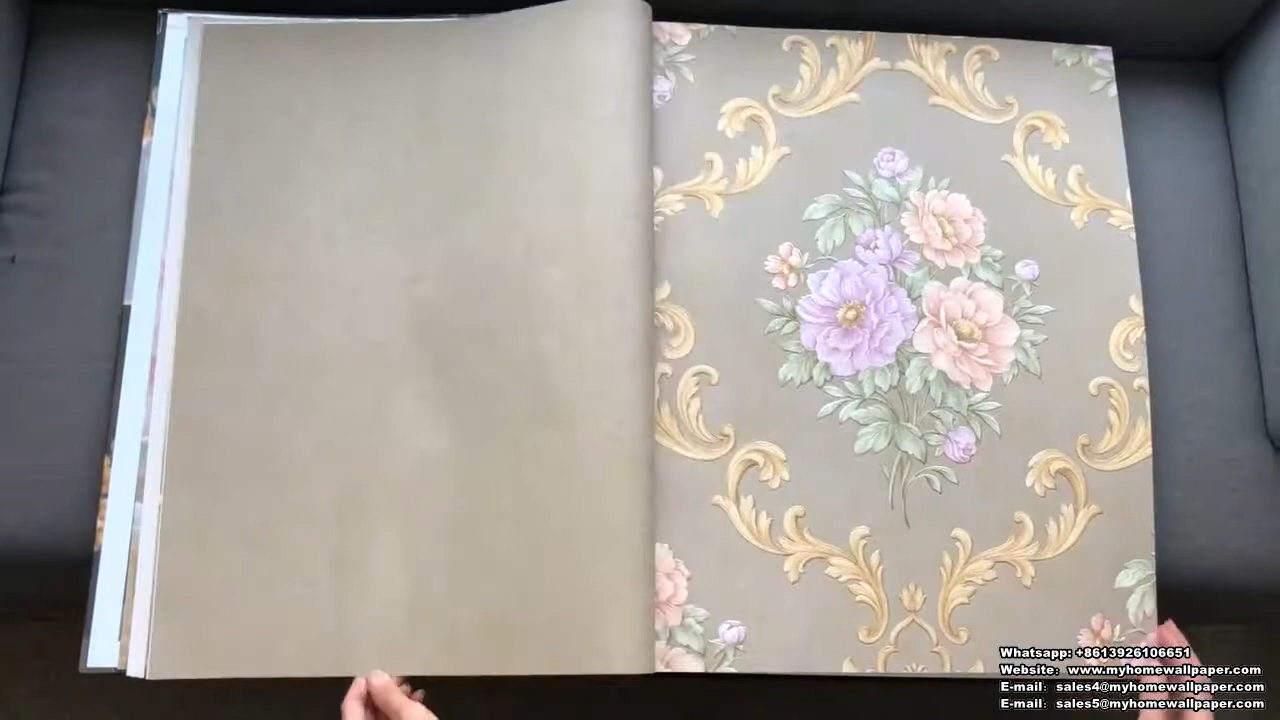 Whatsapp: +8613926106651
Website：www.myhomewallpaper.com
E-mail：sales4@myhomewallpaper.com
E-mail：sales5@myhomewallpaper.com